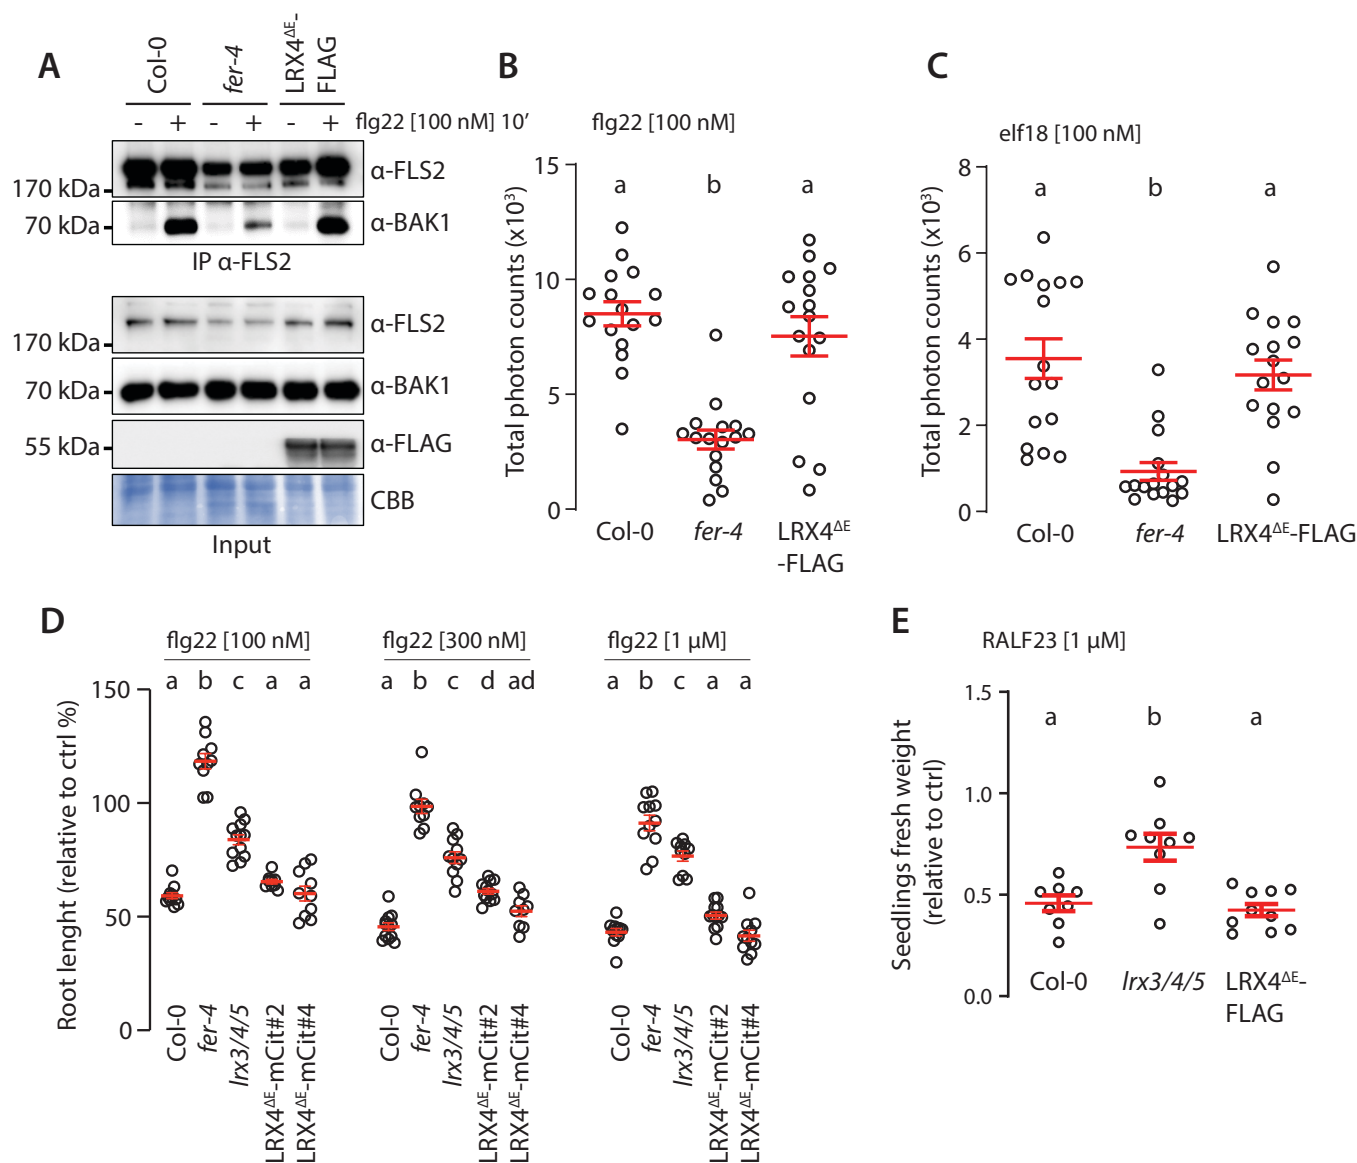 A
Col-0
fer-4
LRX4ΔE-
FLAG
- + - + - + flg22 [100 nM] 10’
170 kDa
α-FLS2
70 kDa
α-BAK1
IP α-FLS2
170 kDa
α-FLS2
70 kDa
α-BAK1
55 kDa
α-FLAG
CBB
Input
B
flg22 [100 nM]
Total photon counts (x10³)
15
10
5
0
a b a
Col-0
fer-4
LRX4ΔE
-FLAG
C
elf18 [100 nM]
Total photon counts (x10³)
8
6
4
2
0
a b a
Col-0
fer-4
LRX4ΔE-FLAG
D
flg22 [100 nM]
flg22 [300 nM]
flg22 [1 µM]
a b c a a
a b c d ad
a b c a a
Root lenght (relative to ctrl %)
150
100
50
0
Col-0
fer-4
lrx3/4/5
LRX4ΔE-mCit#2
LRX4ΔE-mCit#4
Col-0
fer-4
lrx3/4/5
LRX4ΔE-mCit#2
LRX4ΔE-mCit#4
Col-0
fer-4
lrx3/4/5
LRX4ΔE-mCit#2
LRX4ΔE-mCit#4
E
RALF23 [1 µM]
Seedlings fresh weight
(relative to ctrl)
1.5
1.0
0.5
0.0
a b a
Col-0
lrx3/4/5
LRX4ΔE-
FLAG